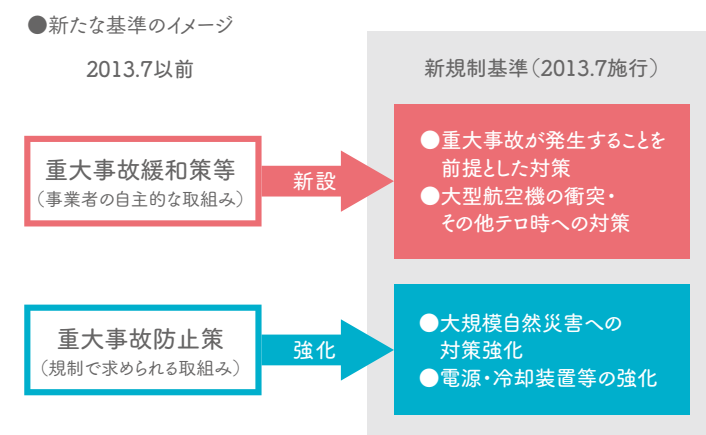 ●新たな基準のイメージ
2013.7以前
新規制基準（2013.7施行）
重大事故緩和策等
（事業者の自主的な取組み）
新設
●重大事故が発生することを
前提とした対策
●大型航空機の衝突・
その他テロ時への対策
重大事故防止策
（規制で求められる取組み）
強化
●大規模自然災害への
対策強化
●電源・冷却装置等の強化